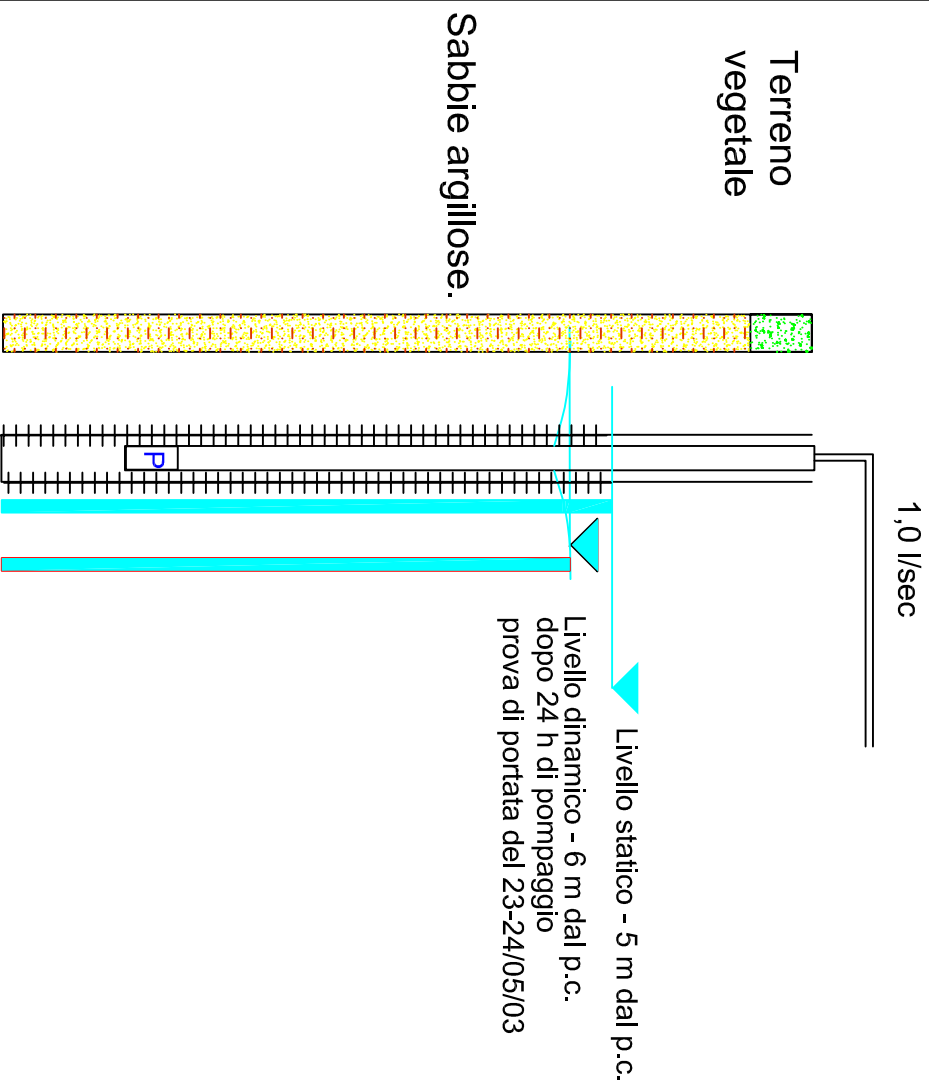 1,0 l/sec
Terreno
vegetale
Livello statico - 5 m dal p.c.
Livello dinamico - 6 m dal p.c.
dopo 24 h di pompaggio
prova di portata del 23-24/05/03
Sabbie argillose.
P